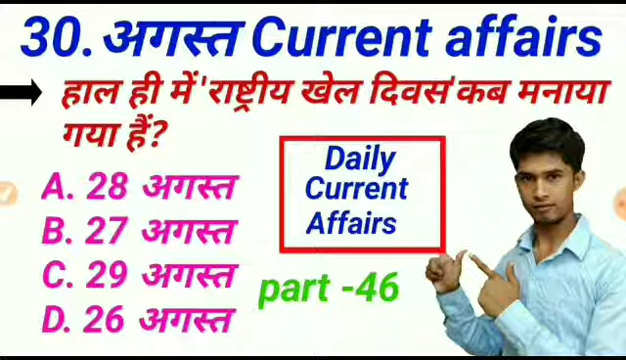 30. अगस्त Current affairs
हाल ही में 'राष्ट्रीय खेल दिवस' कब मनाया
गया हैं?
A. 28 अगस्त
B. 27 अगस्त
C. 29 अगस्त
D. 26 अगस्त
Daily
Current
Affairs
part -46